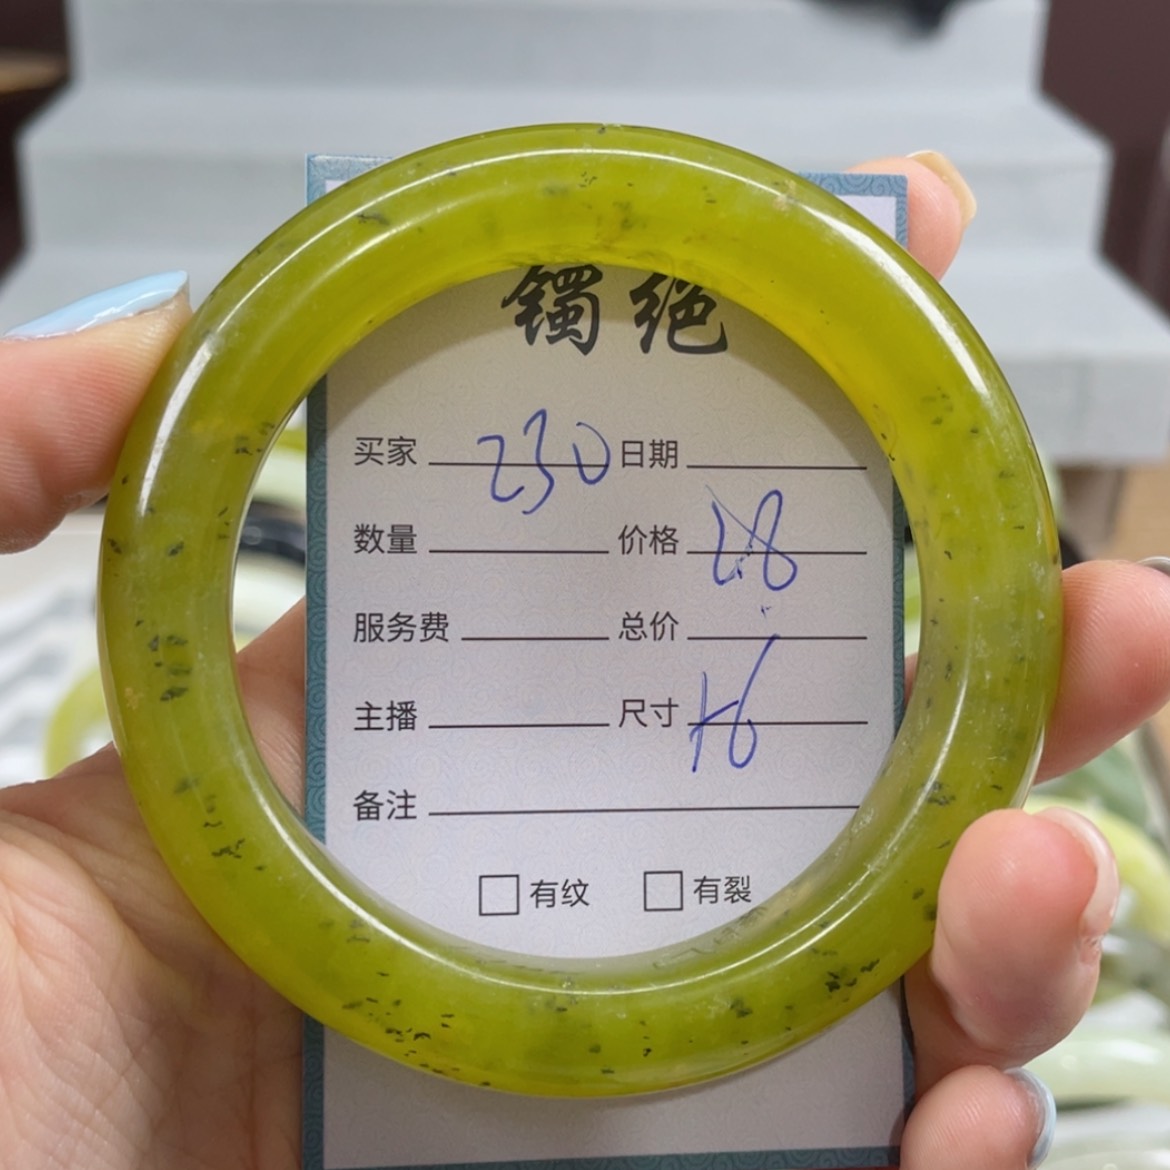 镯绝
买家 230 日期
数量 价格 28
服务费 总价
主播 尺寸
备注
□有纹 □有裂